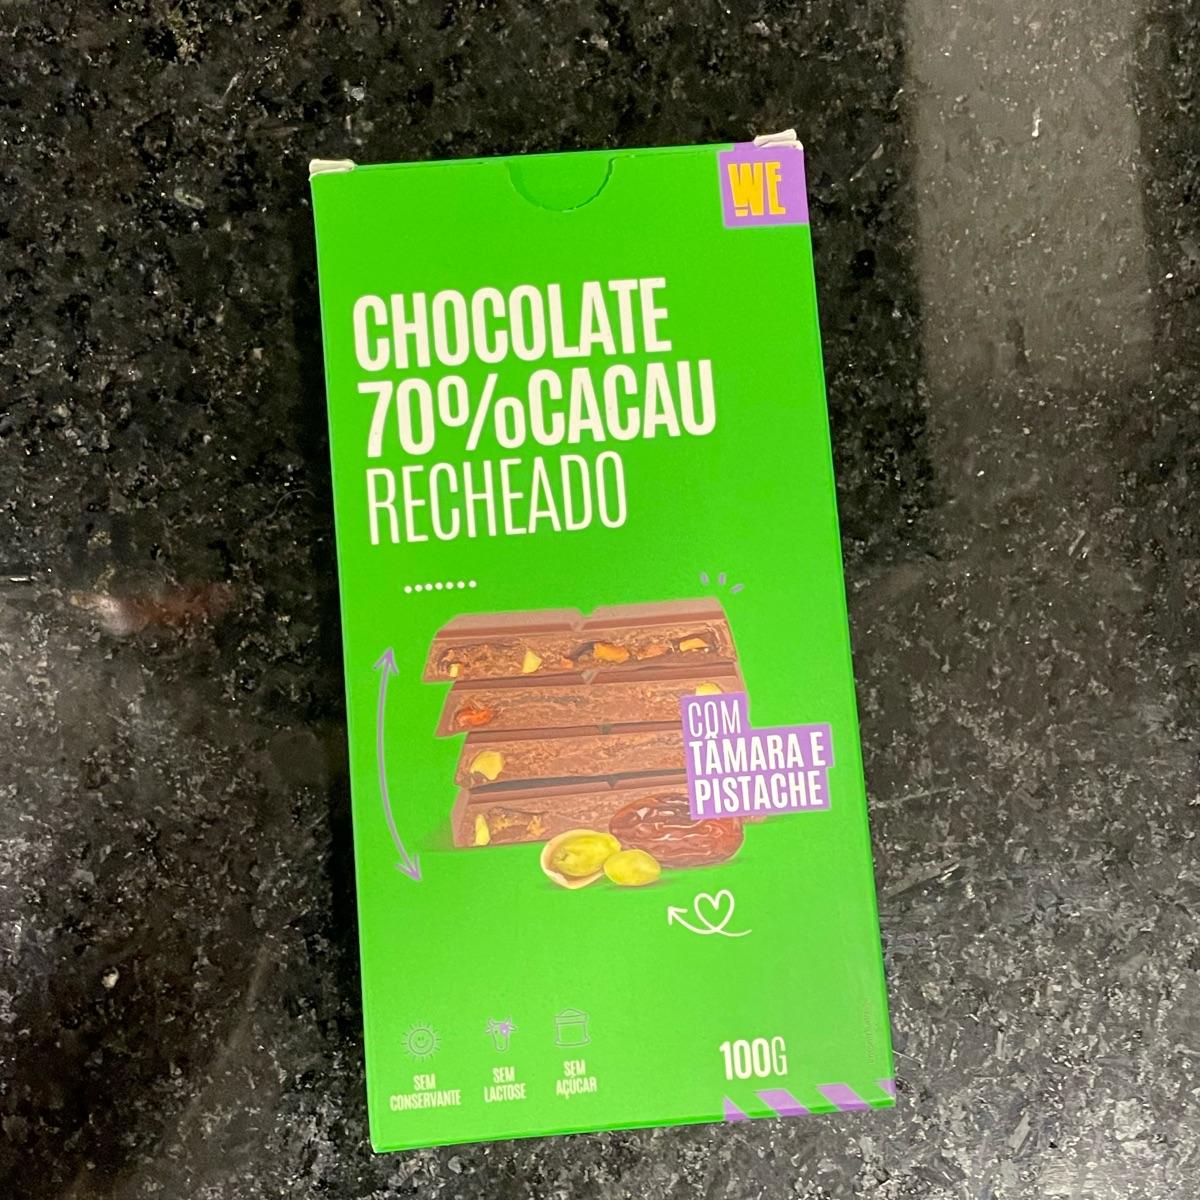 WE
CHOCOLATE
70%CACAU
RECHEADO
COM
TÂMARA E
PISTACHE
SEM
CONSERVANTE
SEM
LACTOSE
SEM
AÇÚCAR
100G